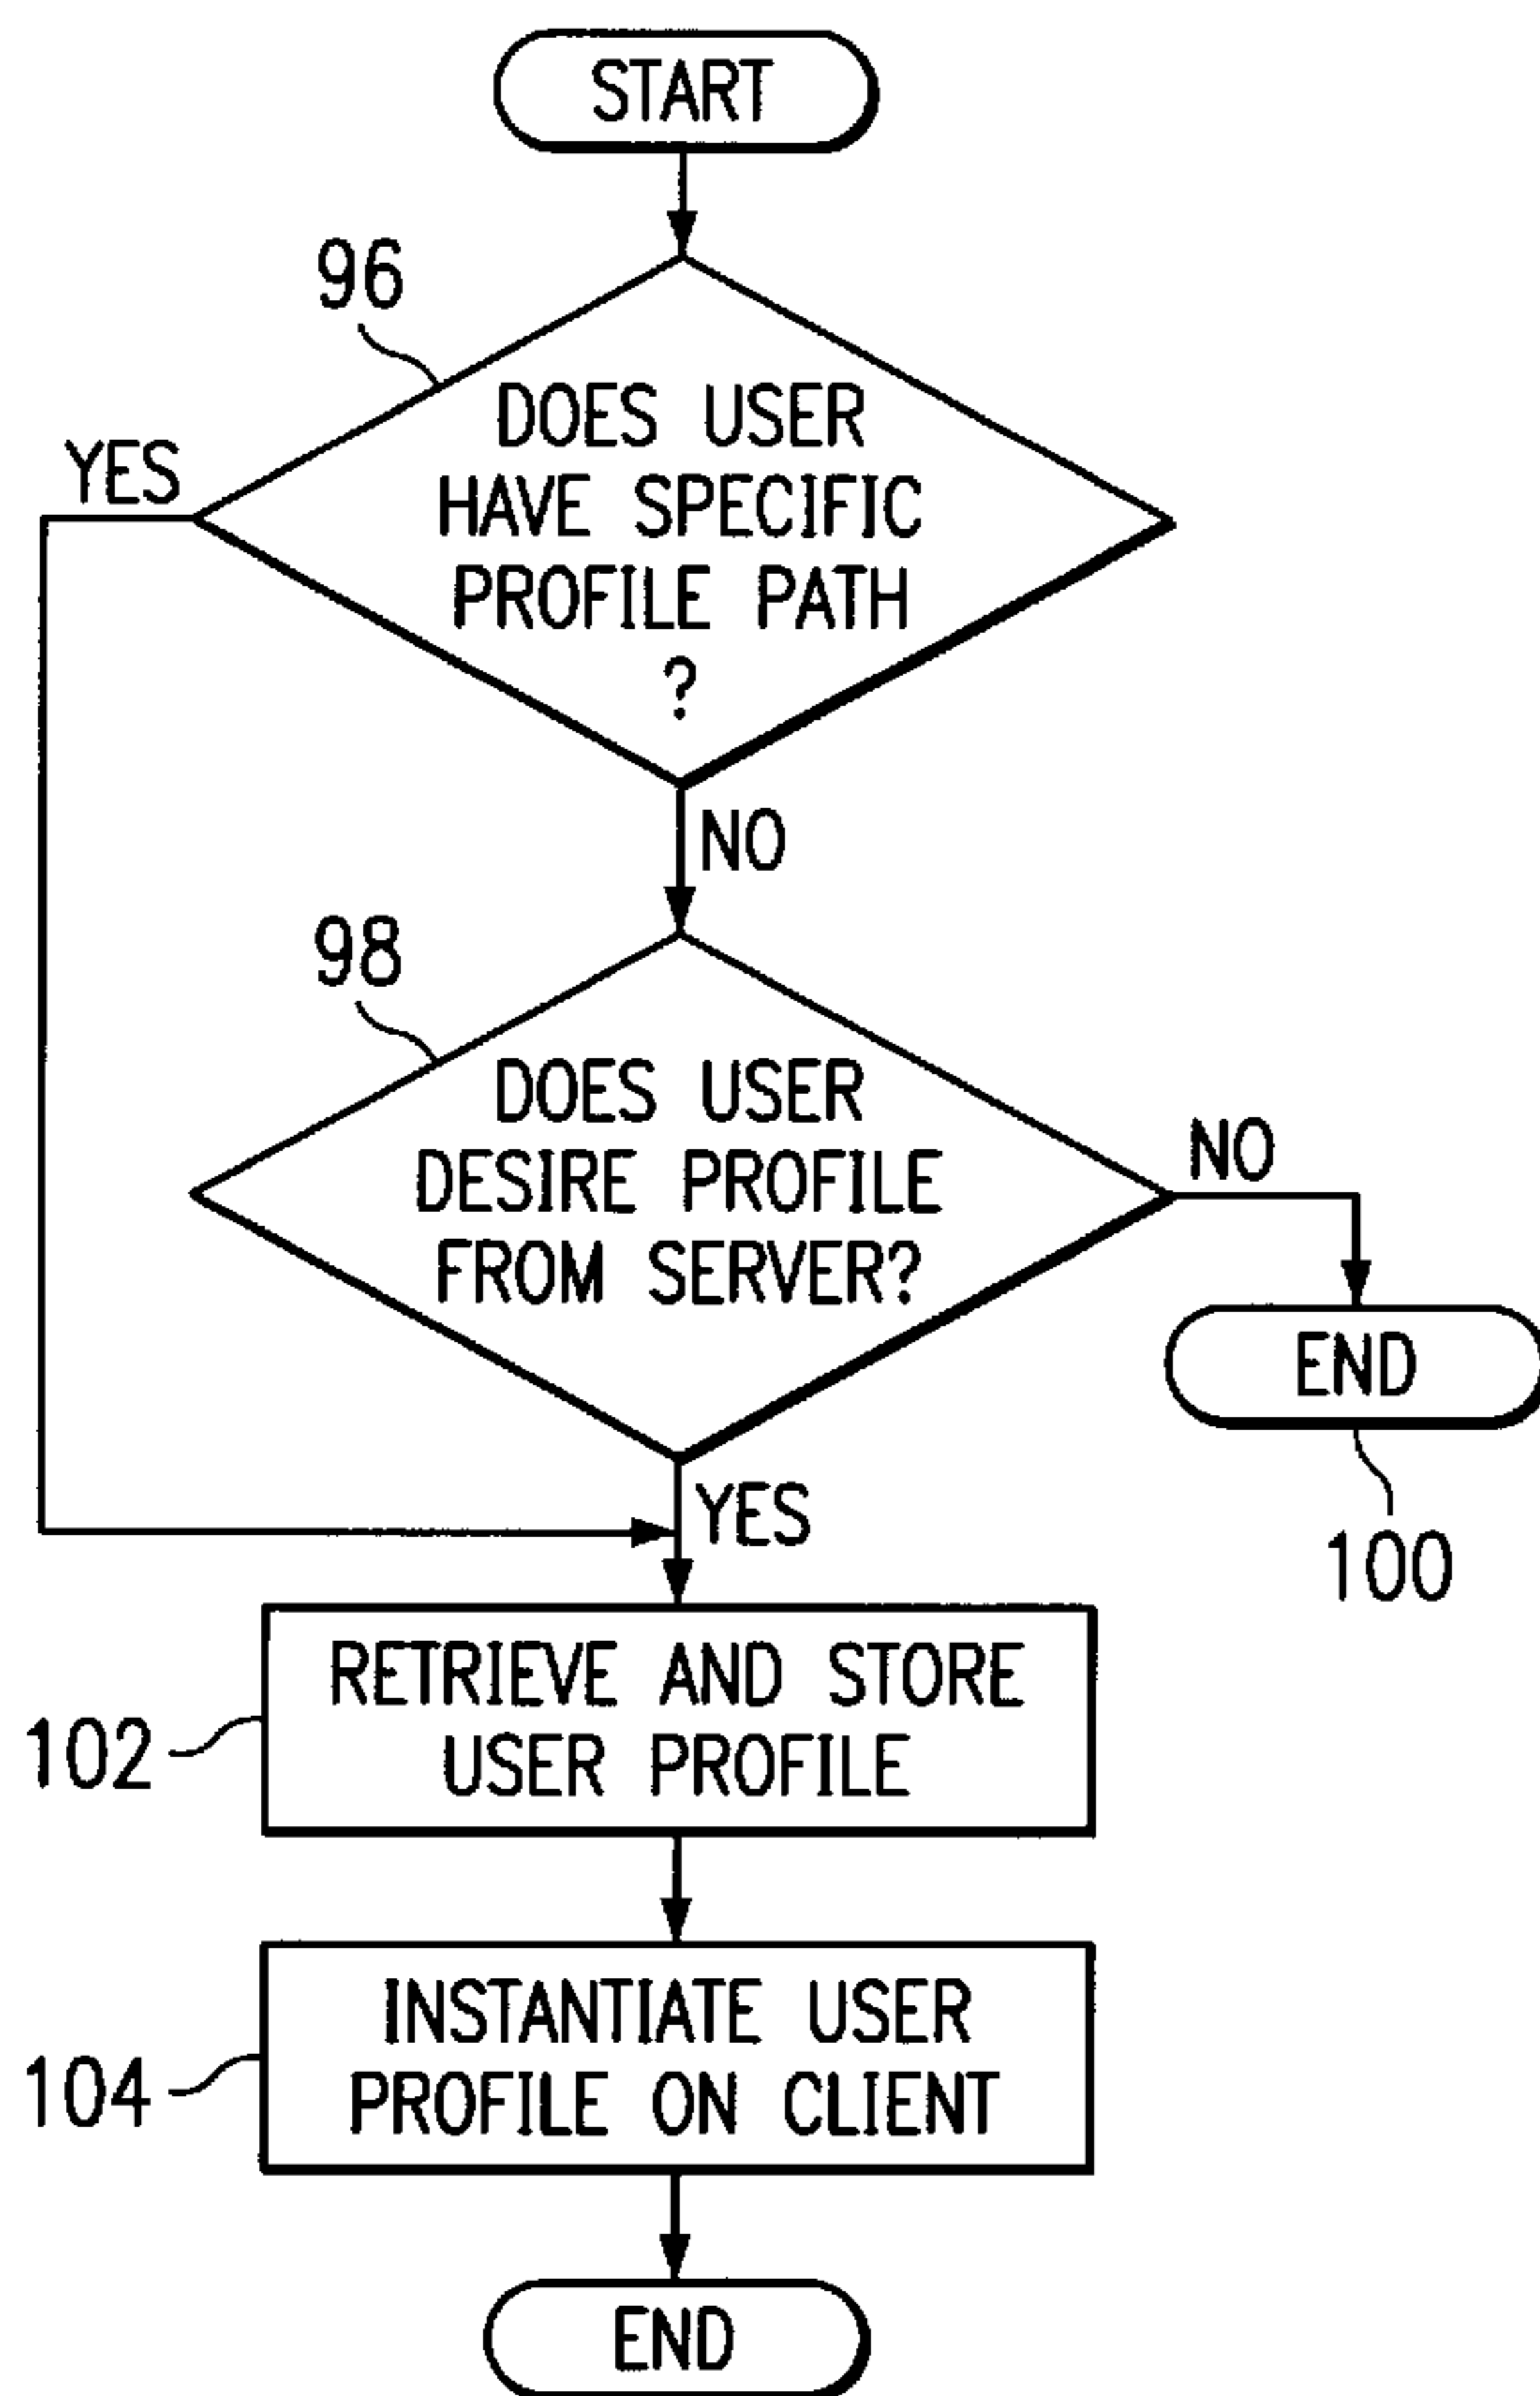 START
96
DOES USER
HAVE SPECIFIC
PROFILE PATH
?
YES
NO
98
DOES USER
DESIRE PROFILE
FROM SERVER?
NO
END
100
YES
RETRIEVE AND STORE
USER PROFILE
102
INSTANTIATE USER
PROFILE ON CLIENT
104
END